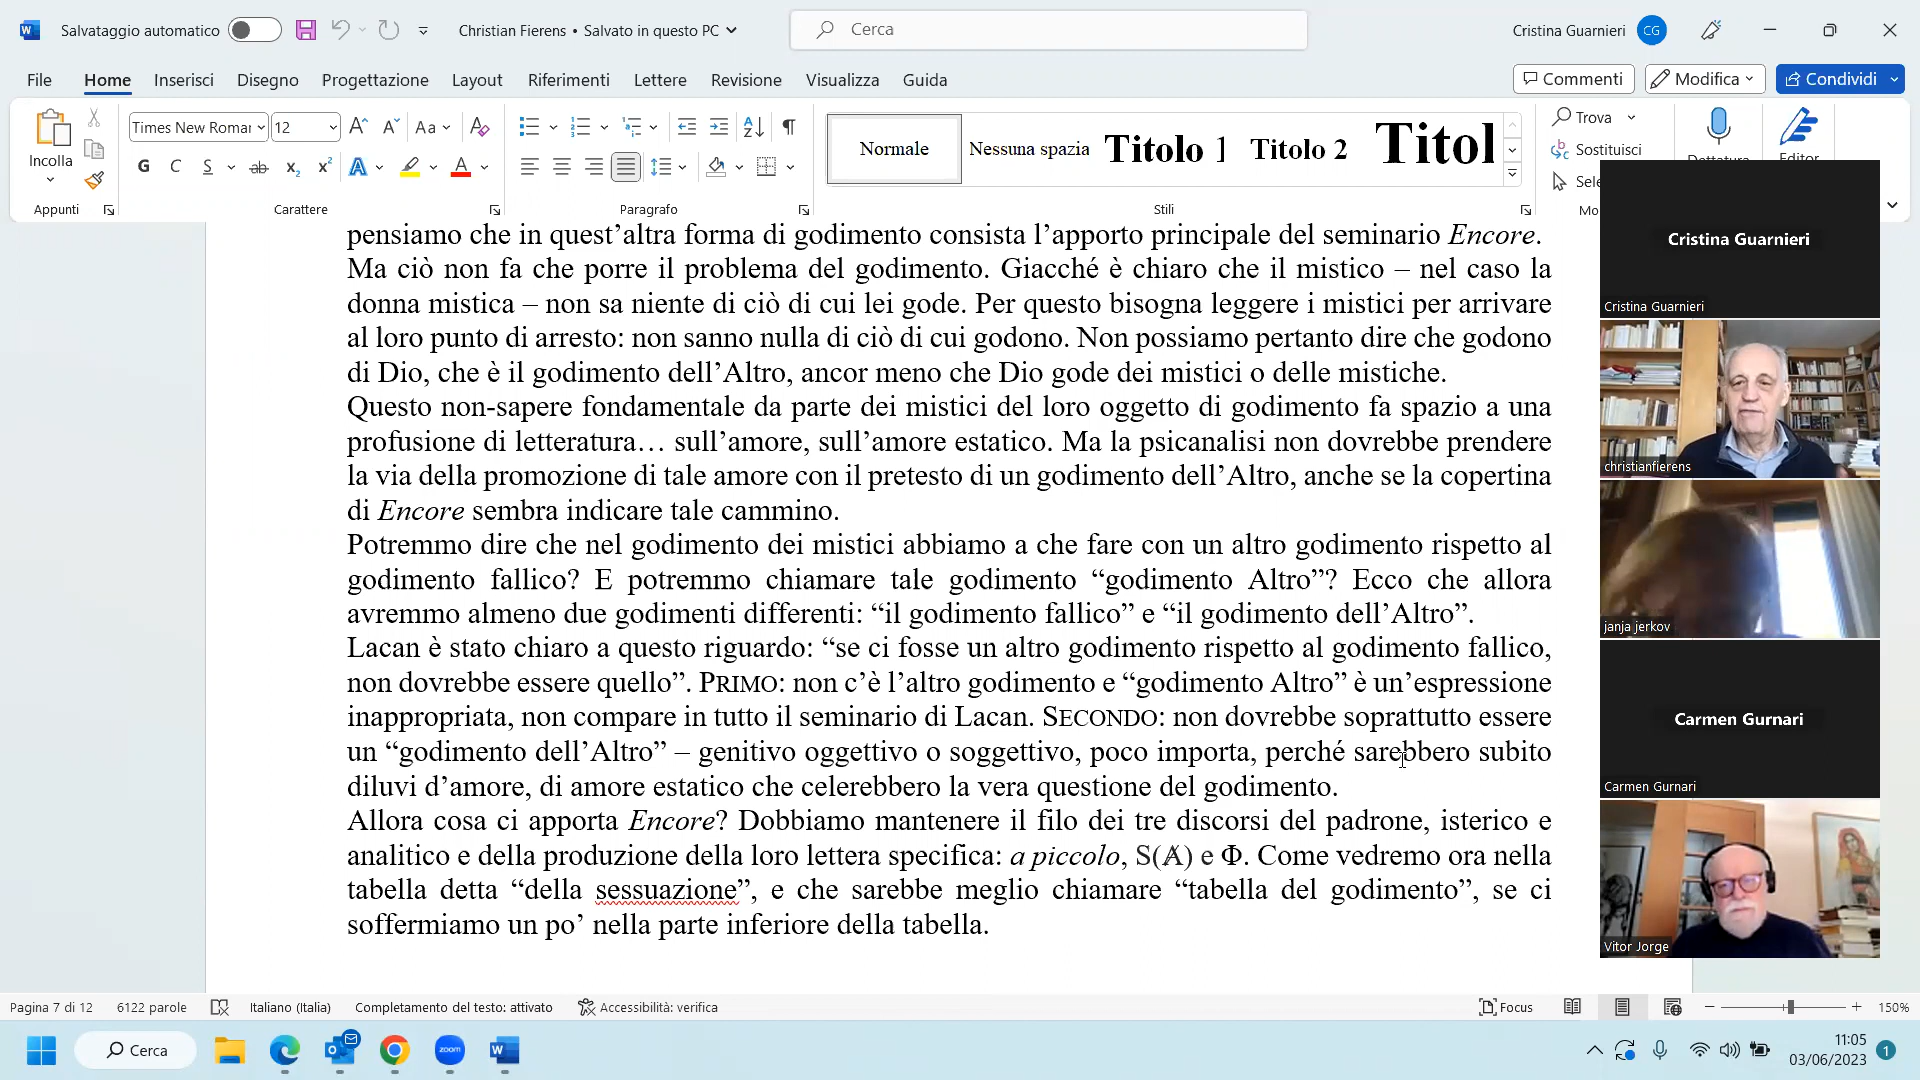 Salvataggio automatico
Christian Fierens • Salvato in questo PC
Cerca
Cristina Guarnieri
CG
File
Home
Inserisci
Disegno
Progettazione
Layout
Riferimenti
Lettere
Revisione
Visualizza
Guida
Commenti
Modifica
Condividi
Incolla
Times New Roman
12
Normale
Nessuna spazia
Titolo 1
Titolo 2
Titol
Trova
Sostituisci
Sele
Dettatura
Editor
Appunti
Carattere
Paragrafo
Stili
Mo
pensiamo che in quest’altra forma di godimento consista l’apporto principale del seminario Encore.
Ma ciò non fa che porre il problema del godimento. Giacché è chiaro che il mistico – nel caso la
donna mistica – non sa niente di ciò di cui lei gode. Per questo bisogna leggere i mistici per arrivare
al loro punto di arresto: non sanno nulla di ciò di cui godono. Non possiamo pertanto dire che godono
di Dio, che è il godimento dell’Altro, ancor meno che Dio gode dei mistici o delle mistiche.
Questo non-sapere fondamentale da parte dei mistici del loro oggetto di godimento fa spazio a una
profusione di letteratura… sull’amore, sull’amore estatico. Ma la psicanalisi non dovrebbe prendere
la via della promozione di tale amore con il pretesto di un godimento dell’Altro, anche se la copertina
di Encore sembra indicare tale cammino.
Potremmo dire che nel godimento dei mistici abbiamo a che fare con un altro godimento rispetto al
godimento fallico? E potremmo chiamare tale godimento “godimento Altro”? Ecco che allora
avremmo almeno due godimenti differenti: “il godimento fallico” e “il godimento dell’Altro”.
Lacan è stato chiaro a questo riguardo: “se ci fosse un altro godimento rispetto al godimento fallico,
non dovrebbe essere quello”. PRIMO: non c’è l’altro godimento e “godimento Altro” è un’espressione
inappropriata, non compare in tutto il seminario di Lacan. SECONDO: non dovrebbe soprattutto essere
un “godimento dell’Altro” – genitivo oggettivo o soggettivo, poco importa, perché sarebbero subito
diluvi d’amore, di amore estatico che celerebbero la vera questione del godimento.
Allora cosa ci apporta Encore? Dobbiamo mantenere il filo dei tre discorsi del padrone, isterico e
analitico e della produzione della loro lettera specifica: a piccolo, S(Ⱥ) e Φ. Come vedremo ora nella
tabella detta “della sessuazione”, e che sarebbe meglio chiamare “tabella del godimento”, se ci
soffermiamo un po’ nella parte inferiore della tabella.
Cristina Guarnieri
Cristina Guarnieri
christianfierens
janja jerkov
Carmen Gurnari
Carmen Gurnari
Vitor Jorge
Pagina 7 di 12
6122 parole
Italiano (Italia)
Completamento del testo: attivato
Accessibilità: verifica
Focus
150%
Cerca
zoom
11:05
03/06/2023
1